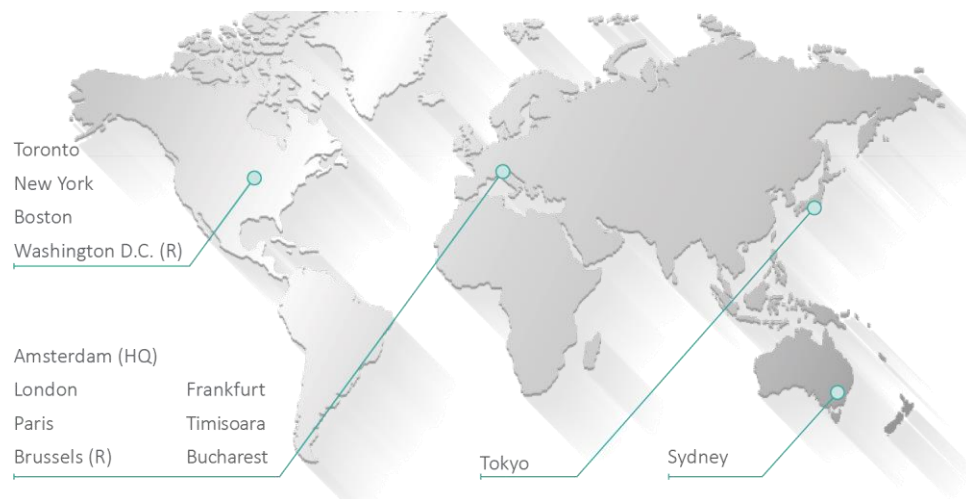 Toronto
New York
Boston
Washington D.C. (R)
Amsterdam (HQ)
London
Paris
Brussels (R)
Frankfurt
Timisoara
Bucharest
Tokyo
Sydney